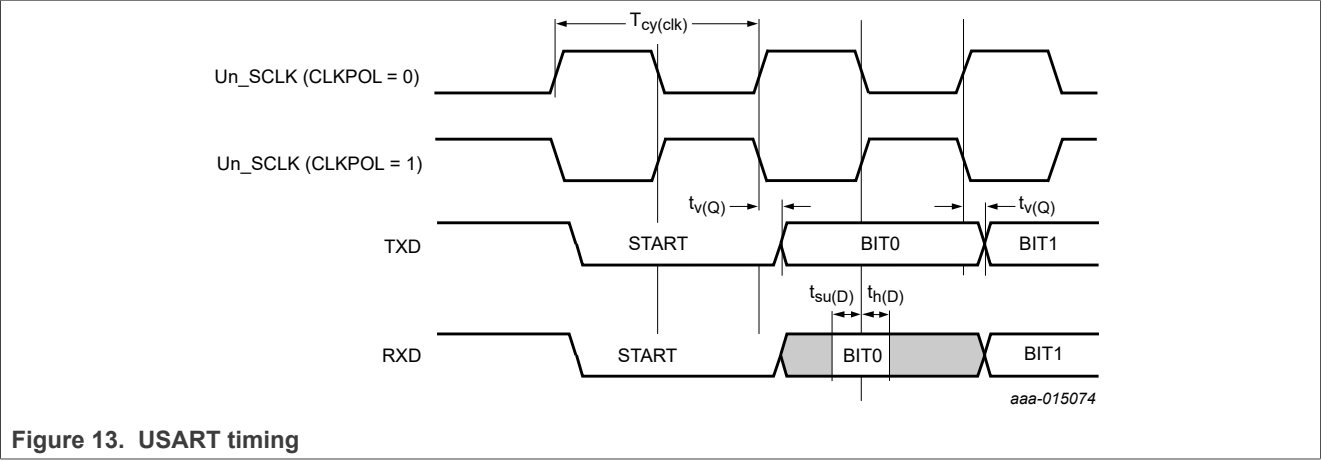 Tcy(clk)
Un_SCLK (CLKPOL = 0)
Un_SCLK (CLKPOL = 1)
tv(Q) tv(Q)
TXD START BIT0 BIT1
tsu(D) th(D)
RXD START BIT0 BIT1
aaa-015074
Figure 13. USART timing